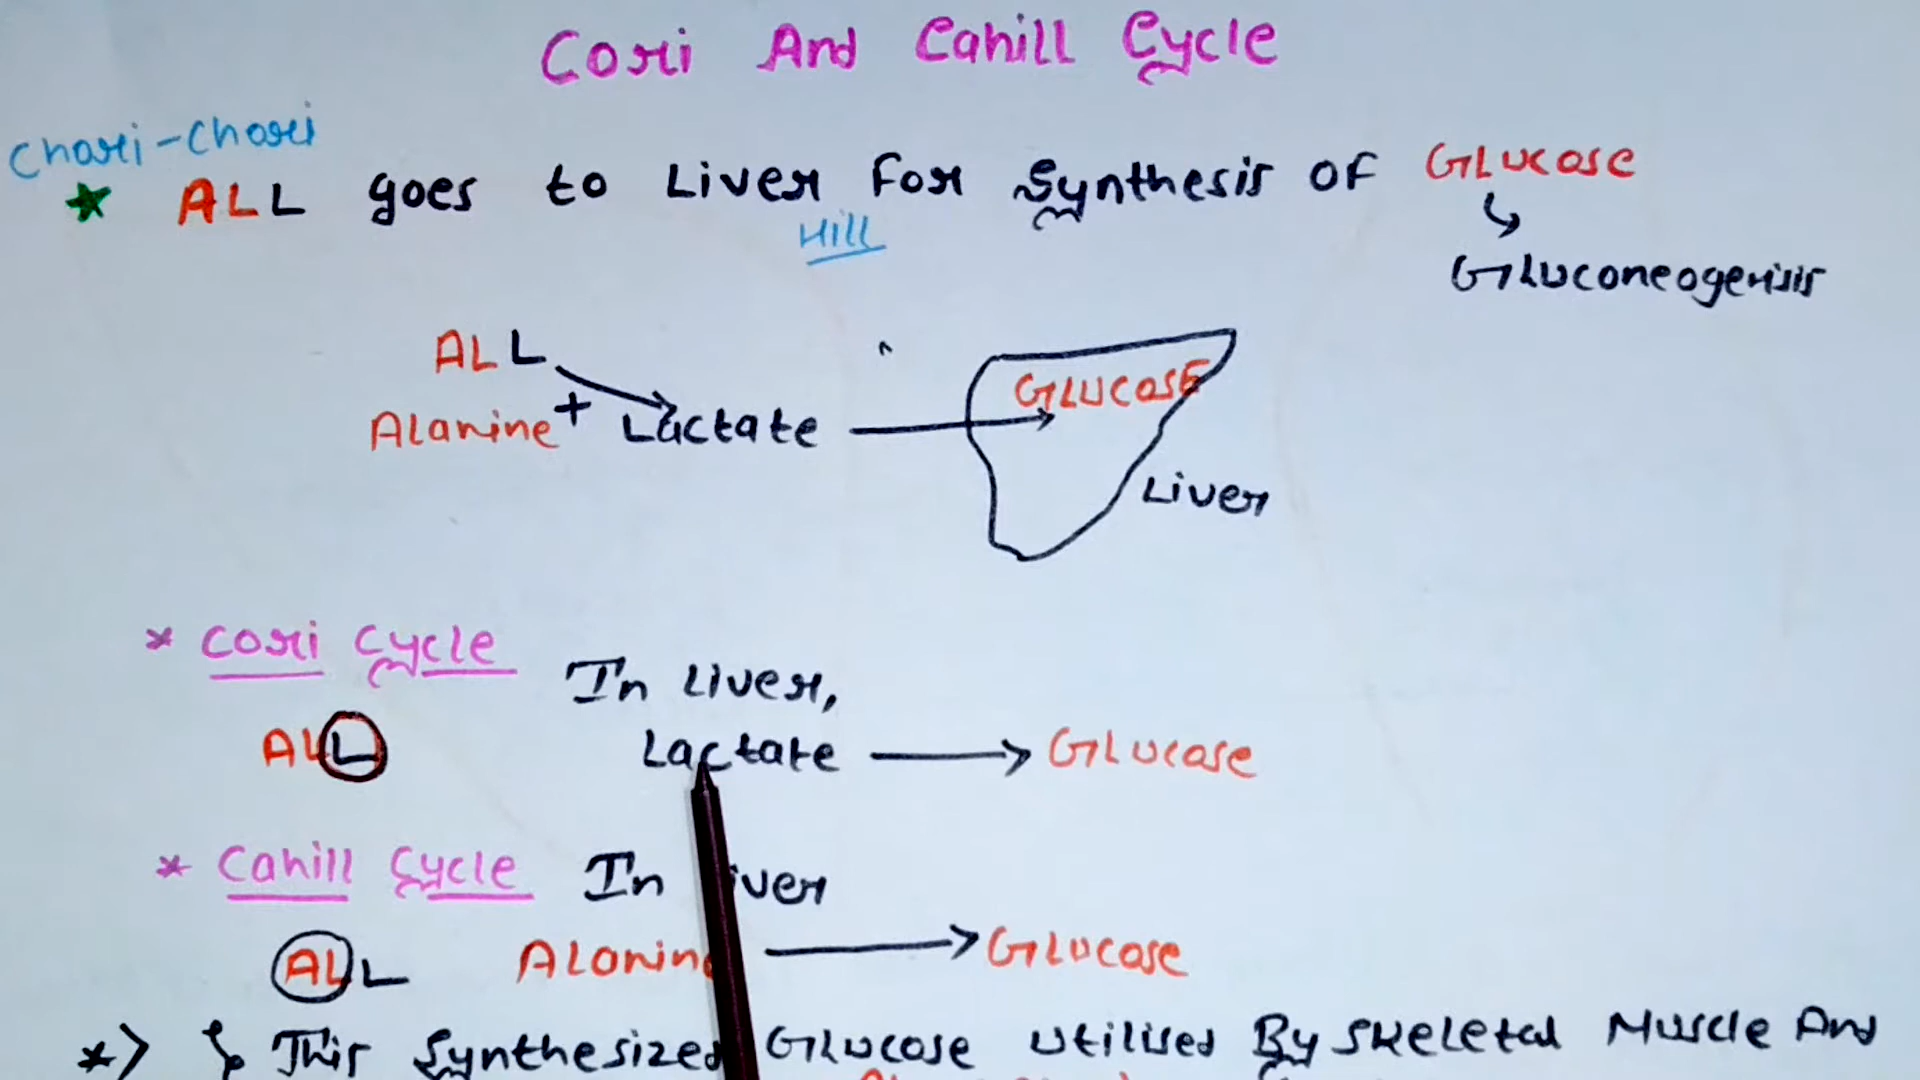 Cori And Cahill Cycle
Chori-Chori
ALL goes to Liver For Synthesis of Glucose
Hill
Gluconeogenisis
ALL
Alanine + Lactate
Glucose
Liver
* Cori Cycle
In Liver,
ALL Lactate → Glucose
* Cahill Cycle In
ALL → Glucose
*> This Synthesized Glucose utilised By Skeletal Muscle And